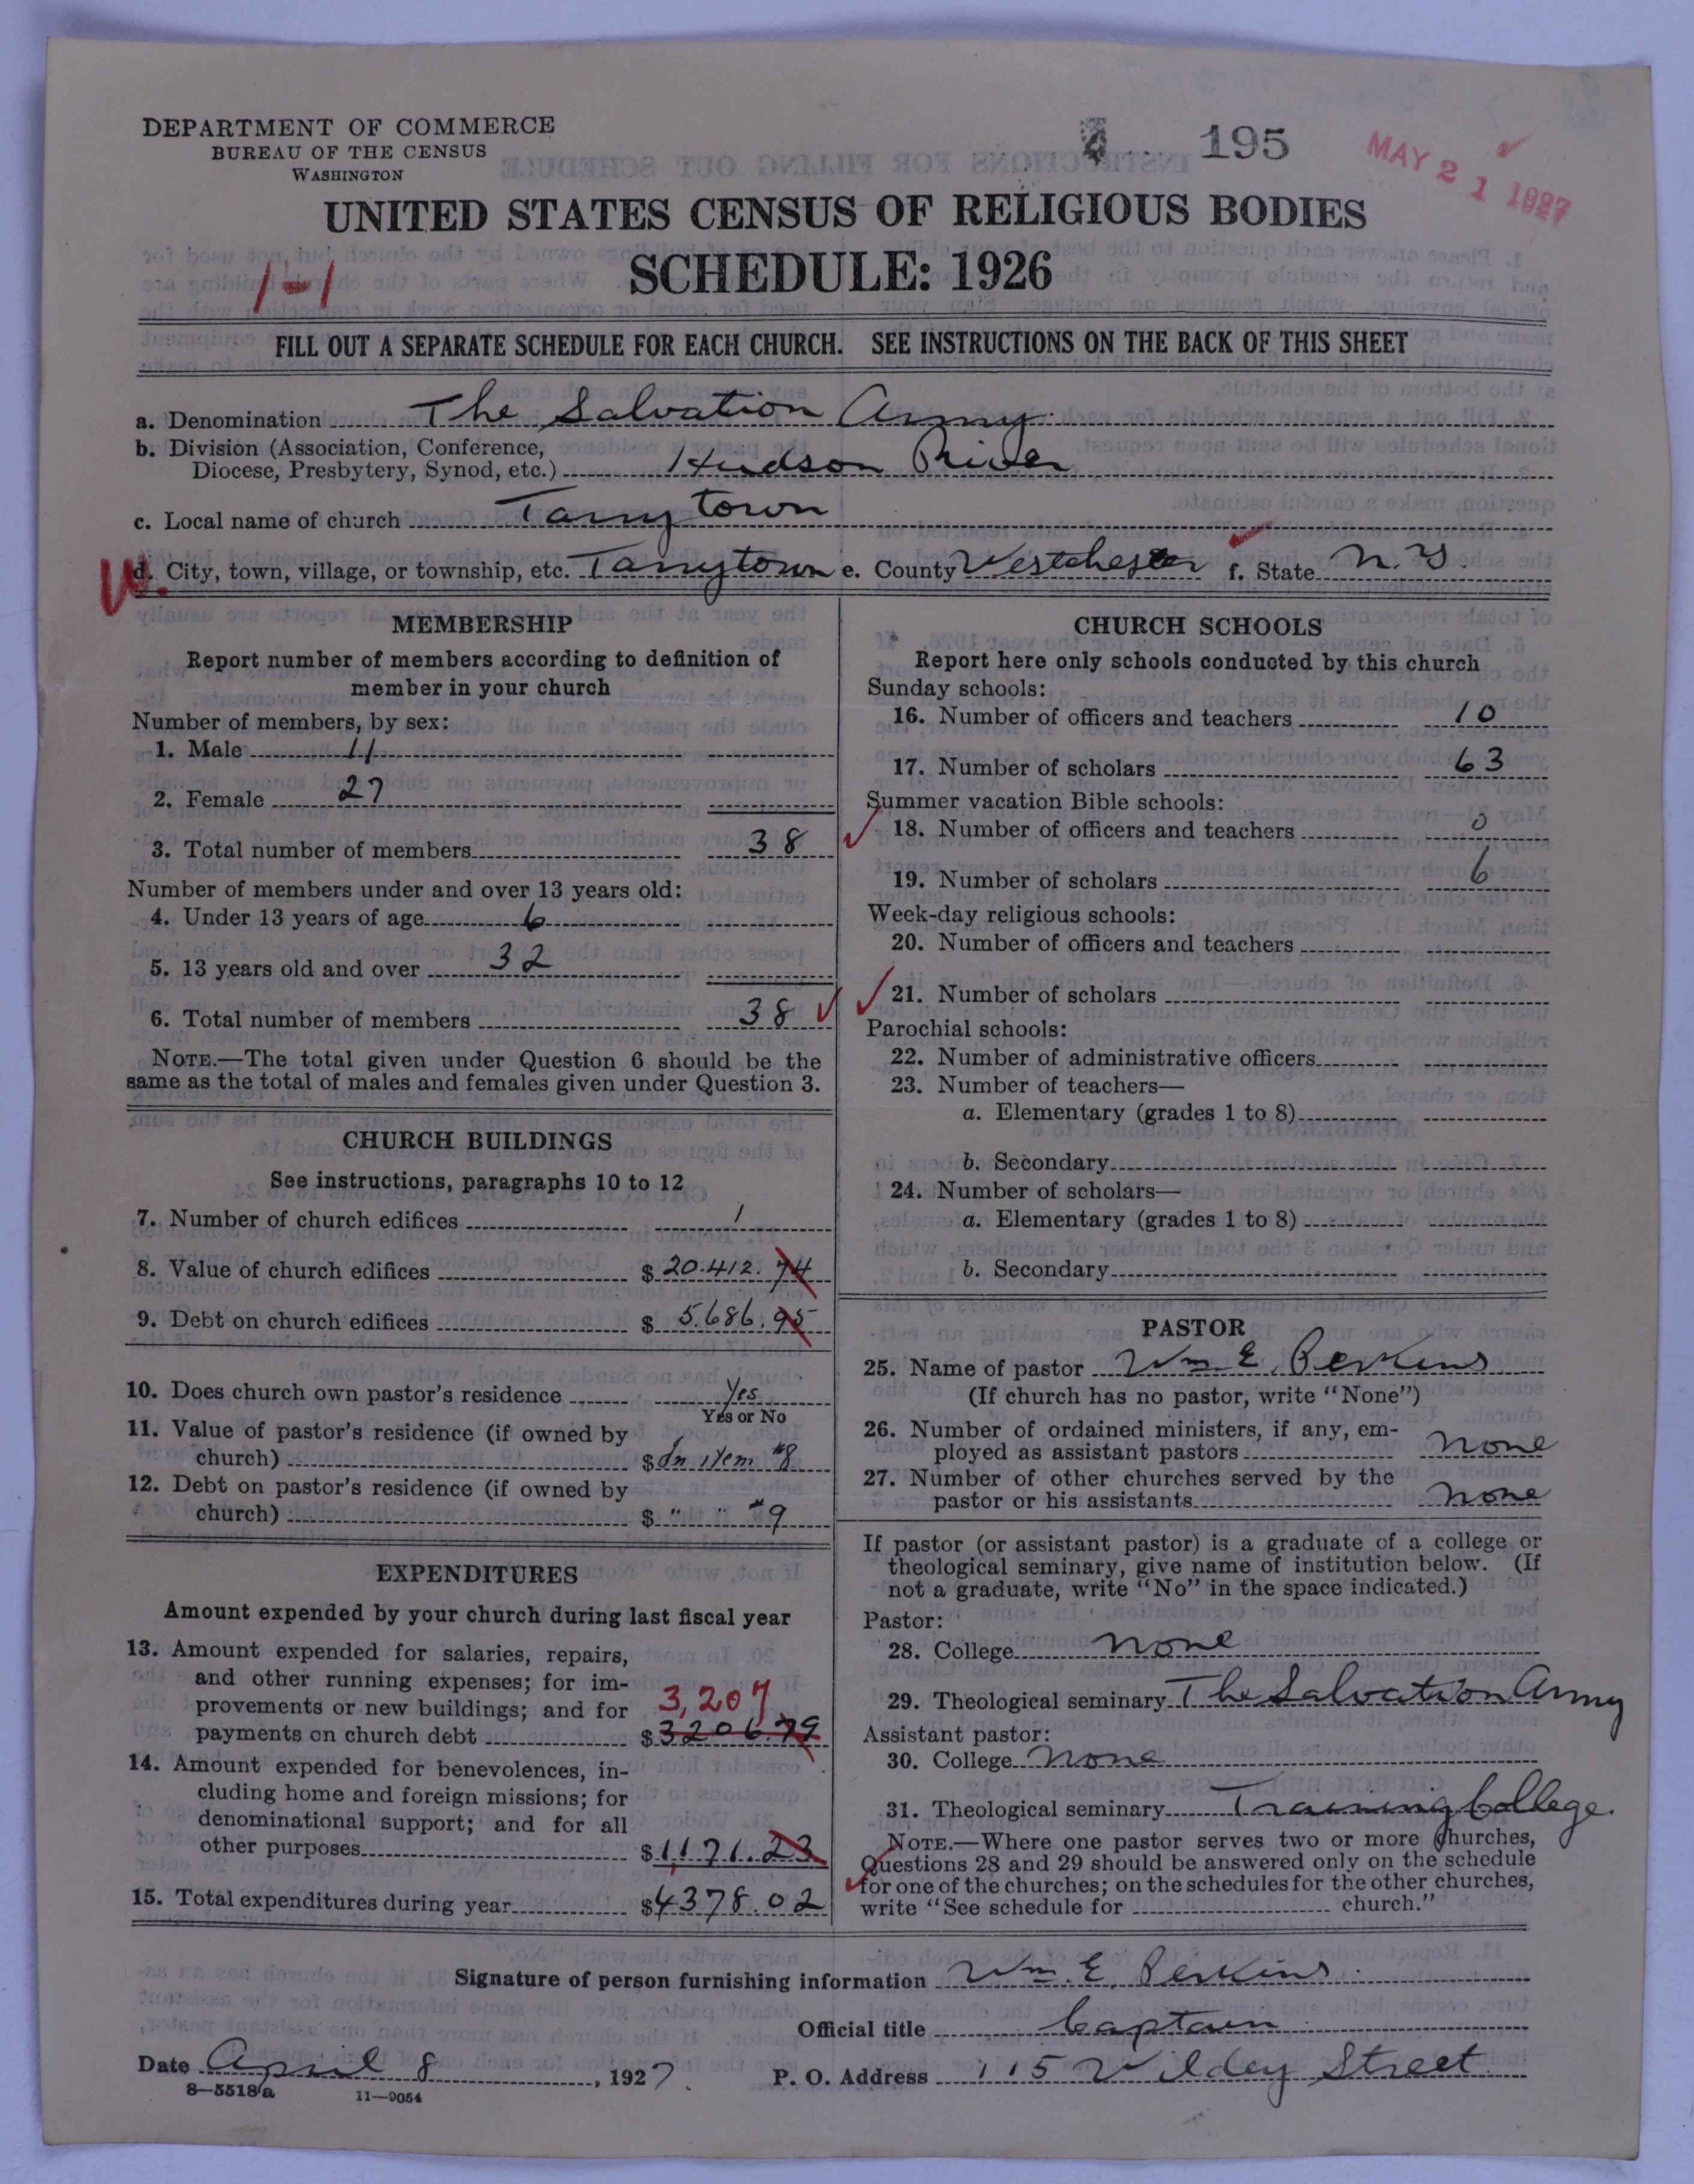 DEPARTMENT OF COMMERCE
BUREAU OF THE CENSUS
WASHINGTON
4 195
MAY 21 1927
UNITED STATES CENSUS OF RELIGIOUS BODIES
SCHEDULE: 1926
1-1
FILL OUT A SEPARATE SCHEDULE FOR EACH CHURCH. SEE INSTRUCTIONS ON THE BACK OF THIS SHEET
a. Denomination The Salvation Army
b. Division (Association, Conference,
Diocese, Presbytery, Synod, etc.) Hudson River
c. Local name of church Tarrytown
d. City, town, village, or township, etc. Tarrytown e. County Westchester f. State N.Y.
MEMBERSHIP
Report number of members according to definition of
member in your church
Number of members, by sex:
1. Male 11
2. Female 27
3. Total number of members 38
Number of members under and over 13 years old:
4. Under 13 years of age 6
5. 13 years old and over 32
6. Total number of members 38
NOTE.—The total given under Question 6 should be the
same as the total of males and females given under Question 3.
CHURCH BUILDINGS
See instructions, paragraphs 10 to 12
7. Number of church edifices 1
8. Value of church edifices $ 20.412.74
9. Debt on church edifices $ 5.686.95
10. Does church own pastor's residence Yes
Yes or No
11. Value of pastor's residence (if owned by
church) $ In item #8
12. Debt on pastor's residence (if owned by
church) $ " " #9
EXPENDITURES
Amount expended by your church during last fiscal year
13. Amount expended for salaries, repairs,
and other running expenses; for im-
provements or new buildings; and for 3,207
payments on church debt $ 3206.79
14. Amount expended for benevolences, in-
cluding home and foreign missions; for
denominational support; and for all
other purposes $ 1,171.23
15. Total expenditures during year $4378.02
CHURCH SCHOOLS
Report here only schools conducted by this church
Sunday schools:
16. Number of officers and teachers 10
17. Number of scholars 63
Summer vacation Bible schools:
18. Number of officers and teachers 0
19. Number of scholars 6
Week-day religious schools:
20. Number of officers and teachers
21. Number of scholars
Parochial schools:
22. Number of administrative officers
23. Number of teachers—
a. Elementary (grades 1 to 8)
b. Secondary
24. Number of scholars—
a. Elementary (grades 1 to 8)
b. Secondary
PASTOR
25. Name of pastor Wm. E. Perkins
(If church has no pastor, write "None")
26. Number of ordained ministers, if any, em-
ployed as assistant pastors none
27. Number of other churches served by the
pastor or his assistants none
If pastor (or assistant pastor) is a graduate of a college or
theological seminary, give name of institution below. (If
not a graduate, write "No" in the space indicated.)
Pastor:
28. College none
29. Theological seminary The Salvation Army
Assistant pastor:
30. College none
31. Theological seminary Training College.
NOTE.—Where one pastor serves two or more churches,
Questions 28 and 29 should be answered only on the schedule
for one of the churches; on the schedules for the other churches,
write "See schedule for church."
Signature of person furnishing information Wm. E. Perkins.
Official title Captain
Date April 8, 1927. P. O. Address 115 Wildey Street
8-5518a 11-9054